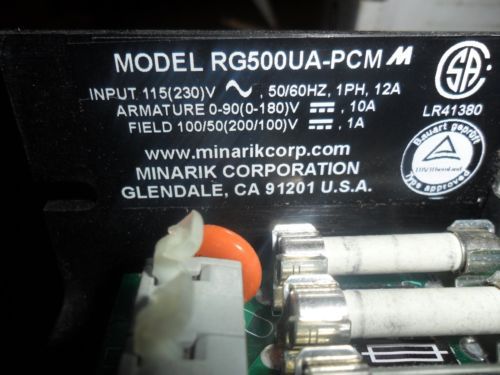 MODEL RG500UA-PCM M
INPUT 115(230)V ∿ , 50/60HZ, 1PH, 12A
ARMATURE 0-90(0-180)V ⎓ , 10A
FIELD 100/50(200/100)V ⎓ , 1A
www.minarikcorp.com
MINARIK CORPORATION
GLENDALE, CA 91201 U.S.A.
CSA
LR41380
Bauart geprüft
TÜV Rheinland
Type approved